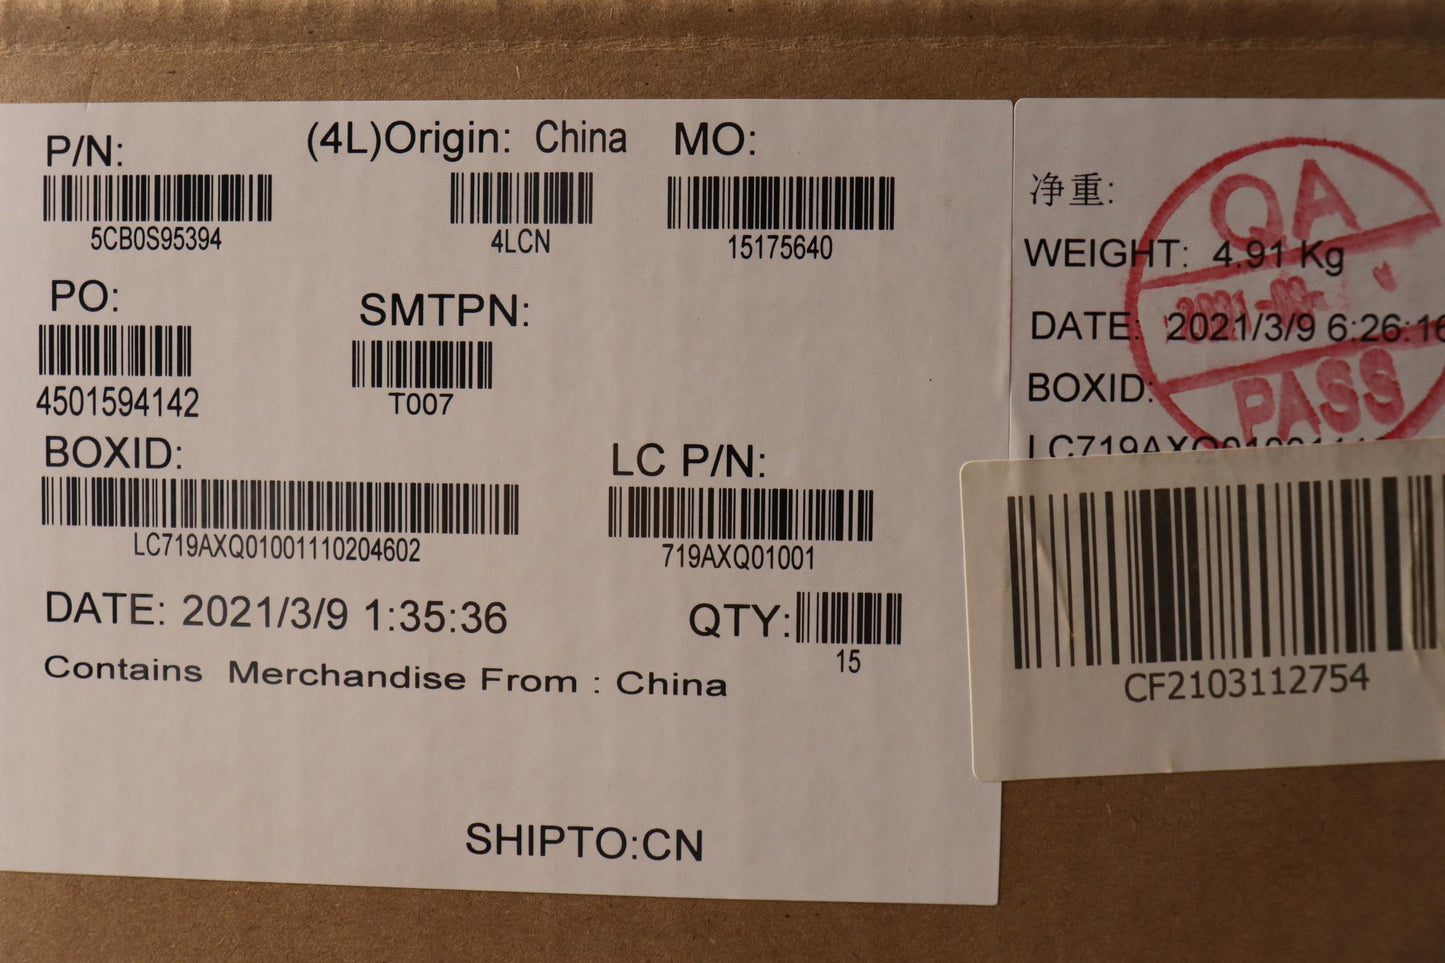 P/N:
5CB0S95394
(4L)Origin: China
4LCN
MO:
15175640
PO:
4501594142
SMTPN:
T007
BOXID:
LC719AXQ01001110204602
LC P/N:
719AXQ01001
DATE: 2021/3/9 1:35:36
QTY:
15
Contains Merchandise From : China
SHIPTO:CN
净重:
WEIGHT: 4.91 Kg
DATE: 2021/3/9 6:26:16
BOXID:
QA
PASS
CF2103112754